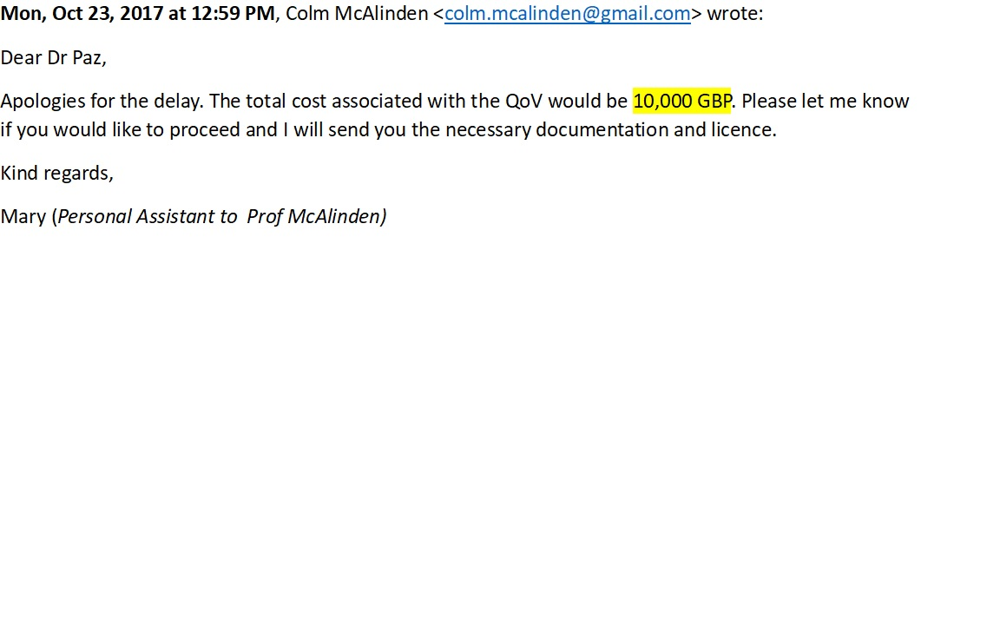 Mon, Oct 23, 2017 at 12:59 PM, Colm McAlinden <colm.mcalinden@gmail.com> wrote:
Dear Dr Paz,
Apologies for the delay. The total cost associated with the QoV would be 10,000 GBP. Please let me know
if you would like to proceed and I will send you the necessary documentation and licence.
Kind regards,
Mary (Personal Assistant to  Prof McAlinden)